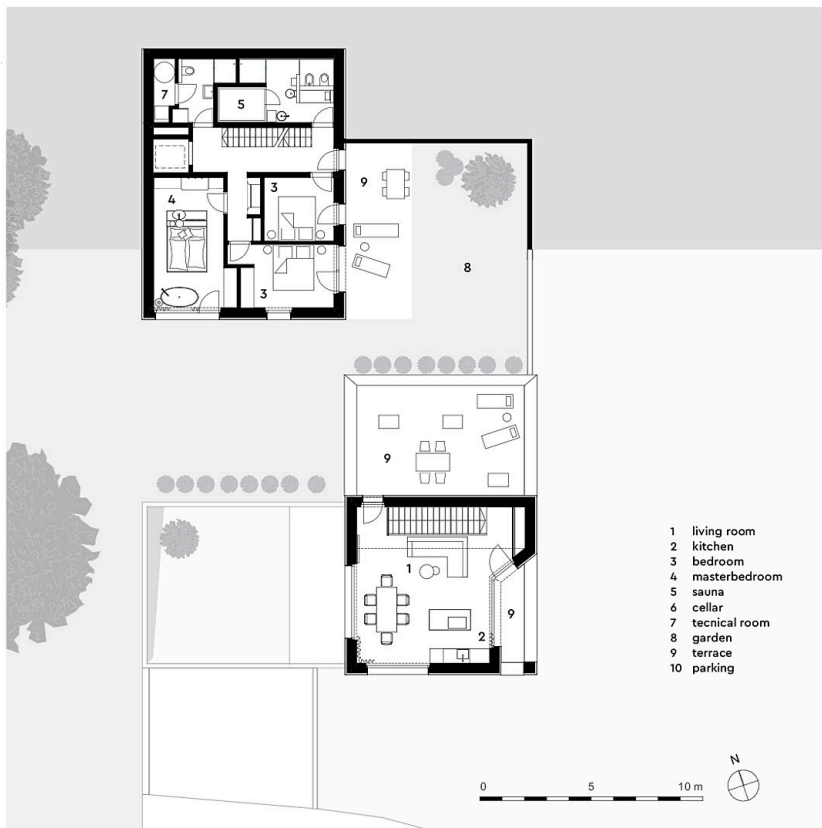 7
5
4
3
9
3
8
9
1
9
2
1 living room
2 kitchen
3 bedroom
4 masterbedroom
5 sauna
6 cellar
7 tecnical room
8 garden
9 terrace
10 parking
N
0 5 10 m